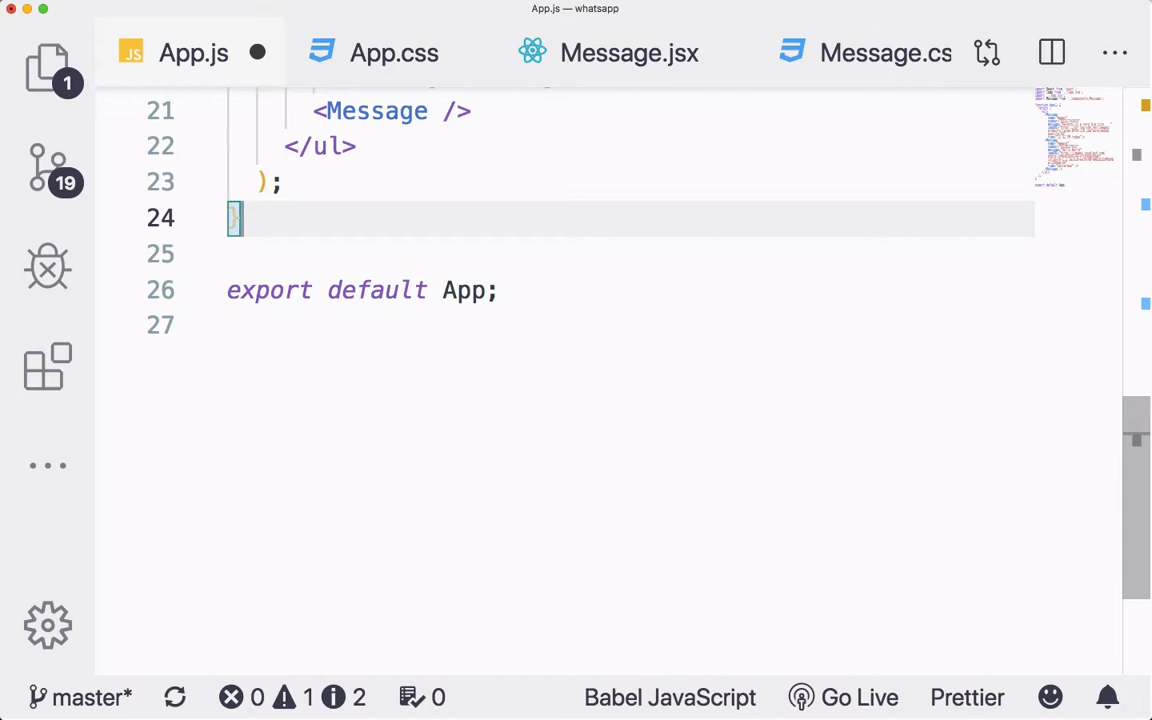 App.js — whatsapp
JS App.js App.css Message.jsx Message.cs
1
21 <Message />
22 </ul>
19
23 );
24 }
25
26 export default App;
27
master* 0 1 2 0 Babel JavaScript Go Live Prettier